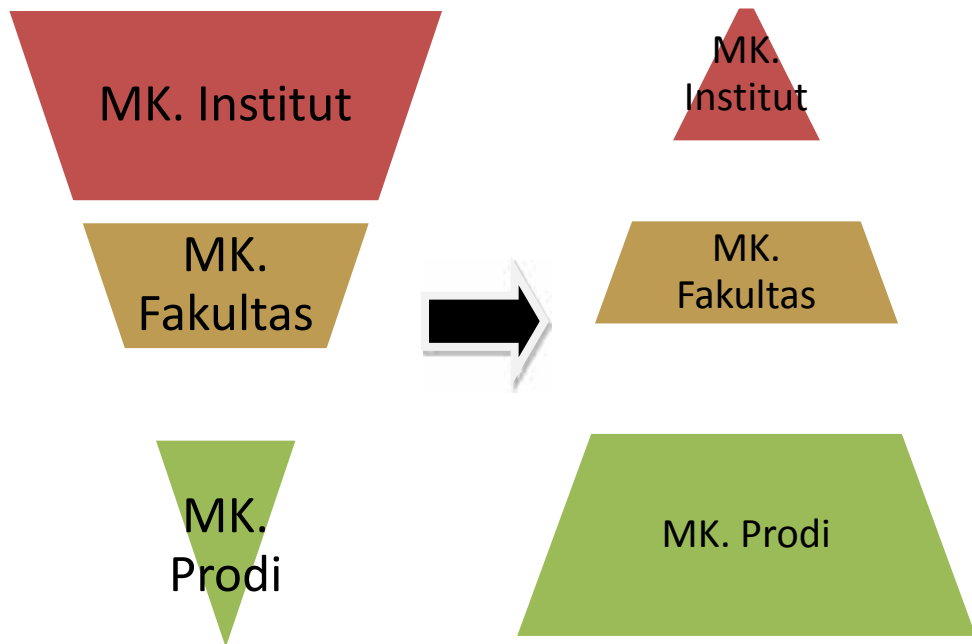 MK. Institut
MK.
Fakultas
MK.
Prodi
MK.
Institut
MK.
Fakultas
MK. Prodi